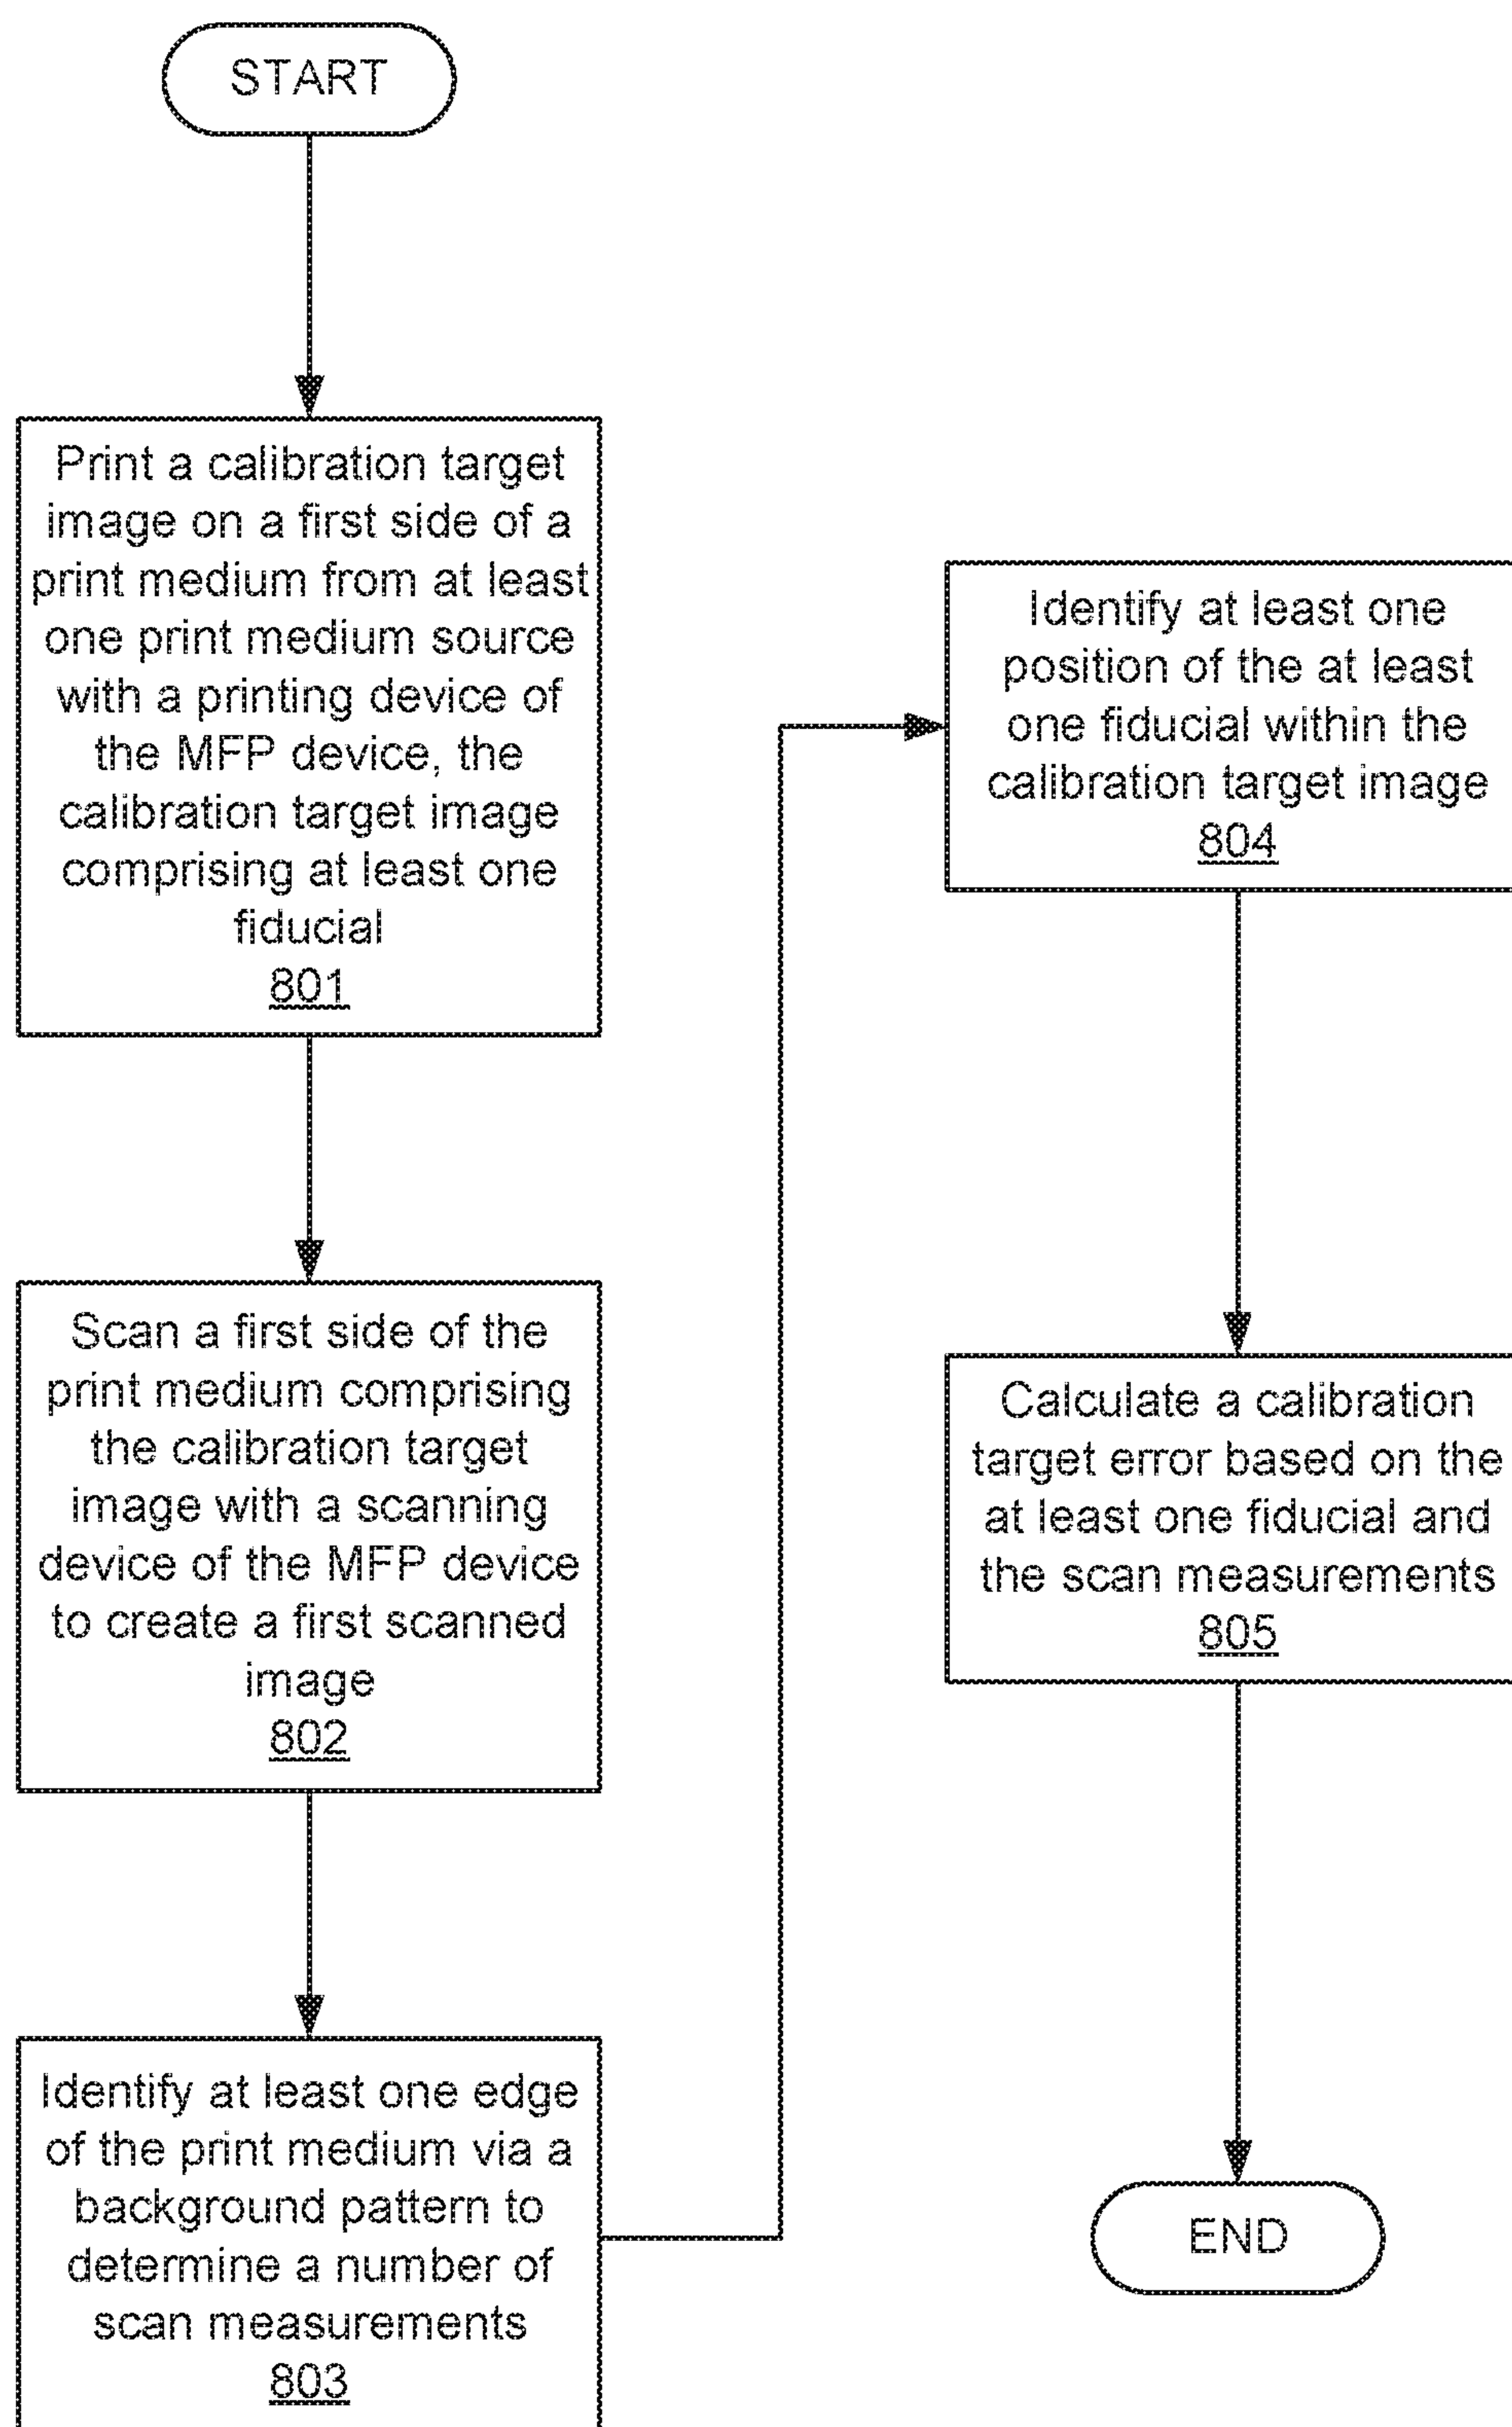 START
Print a calibration target
image on a first side of a
print medium from at least
one print medium source
with a printing device of
the MFP device, the
calibration target image
comprising at least one
fiducial
801
Scan a first side of the
print medium comprising
the calibration target
image with a scanning
device of the MFP device
to create a first scanned
image
802
Identify at least one edge
of the print medium via a
background pattern to
determine a number of
scan measurements
803
Identify at least one
position of the at least
one fiducial within the
calibration target image
804
Calculate a calibration
target error based on the
at least one fiducial and
the scan measurements
805
END